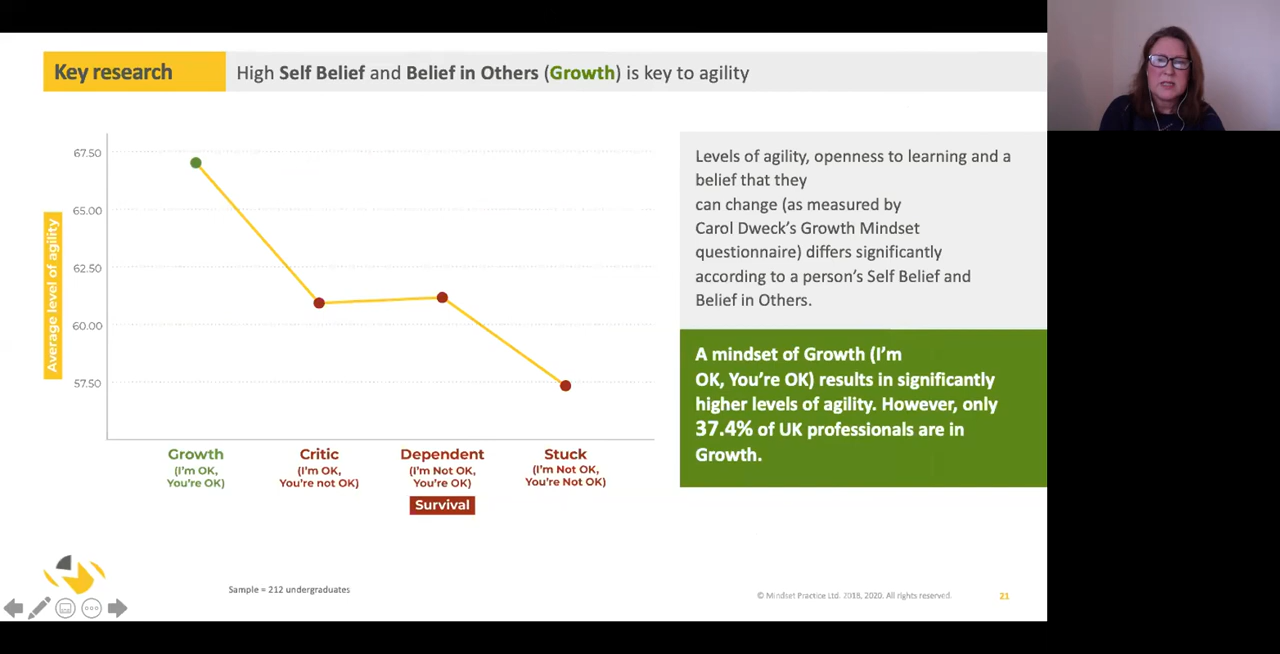 Key research
High Self Belief and Belief in Others (Growth) is key to agility
67.50
65.00
62.50
60.00
57.50
Average level of agility
Growth
(I'm OK,
You're OK)
Critic
(I'm OK,
You're not OK)
Dependent
(I'm Not OK,
You're OK)
Survival
Stuck
(I'm Not OK,
You're Not OK)
Levels of agility, openness to learning and a
belief that they
can change (as measured by
Carol Dweck's Growth Mindset
questionnaire) differs significantly
according to a person's Self Belief and
Belief in Others.
A mindset of Growth (I'm
OK, You're OK) results in significantly
higher levels of agility. However, only
37.4% of UK professionals are in
Growth.
Sample = 212 undergraduates
© Mindset Practice Ltd. 2018, 2020. All rights reserved.
21